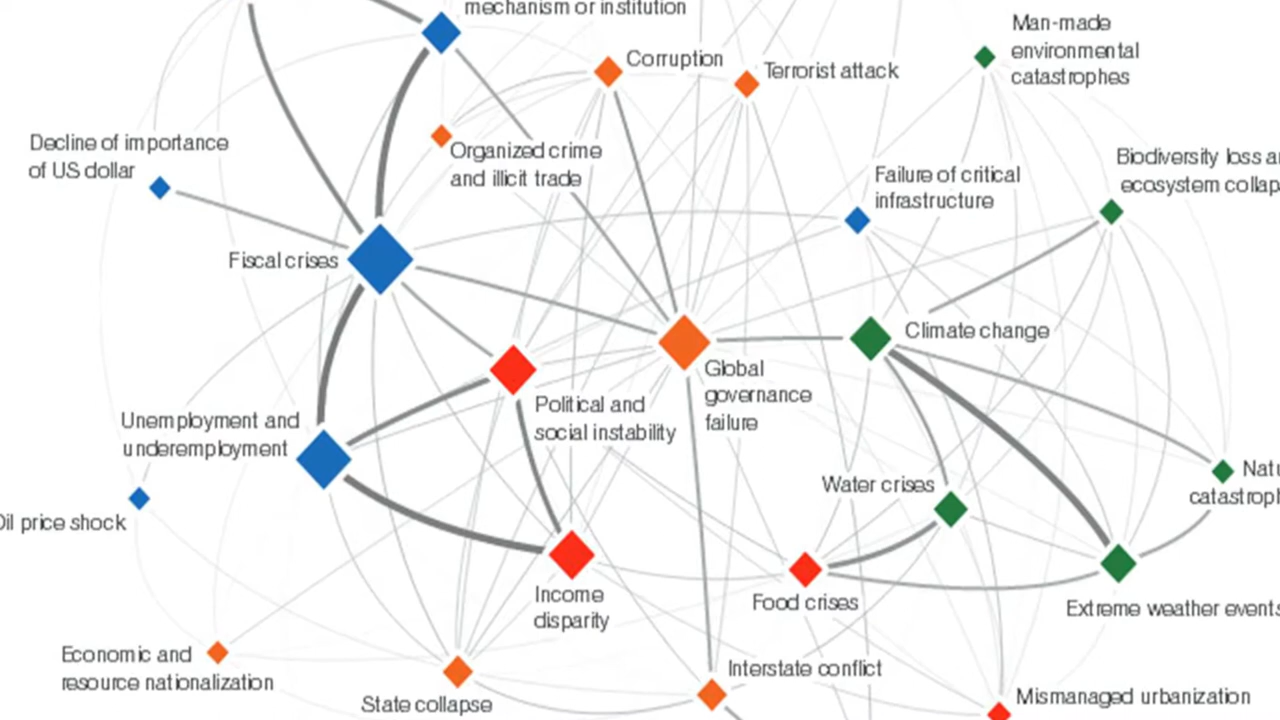 mechanism or institution
Man-made
environmental
catastrophes
Corruption
Terrorist attack
Decline of importance
of US dollar
Organized crime
and illicit trade
Biodiversity loss
ecosystem
Failure of critical
infrastructure
Fiscal crises
Climate change
Global
governance
failure
Political and
social instability
Unemployment and
underemployment
Water crises
Oil price shock
Income
disparity
Food crises
Extreme weather events
Economic and
resource nationalization
State collapse
Interstate conflict
Mismanaged urbanization